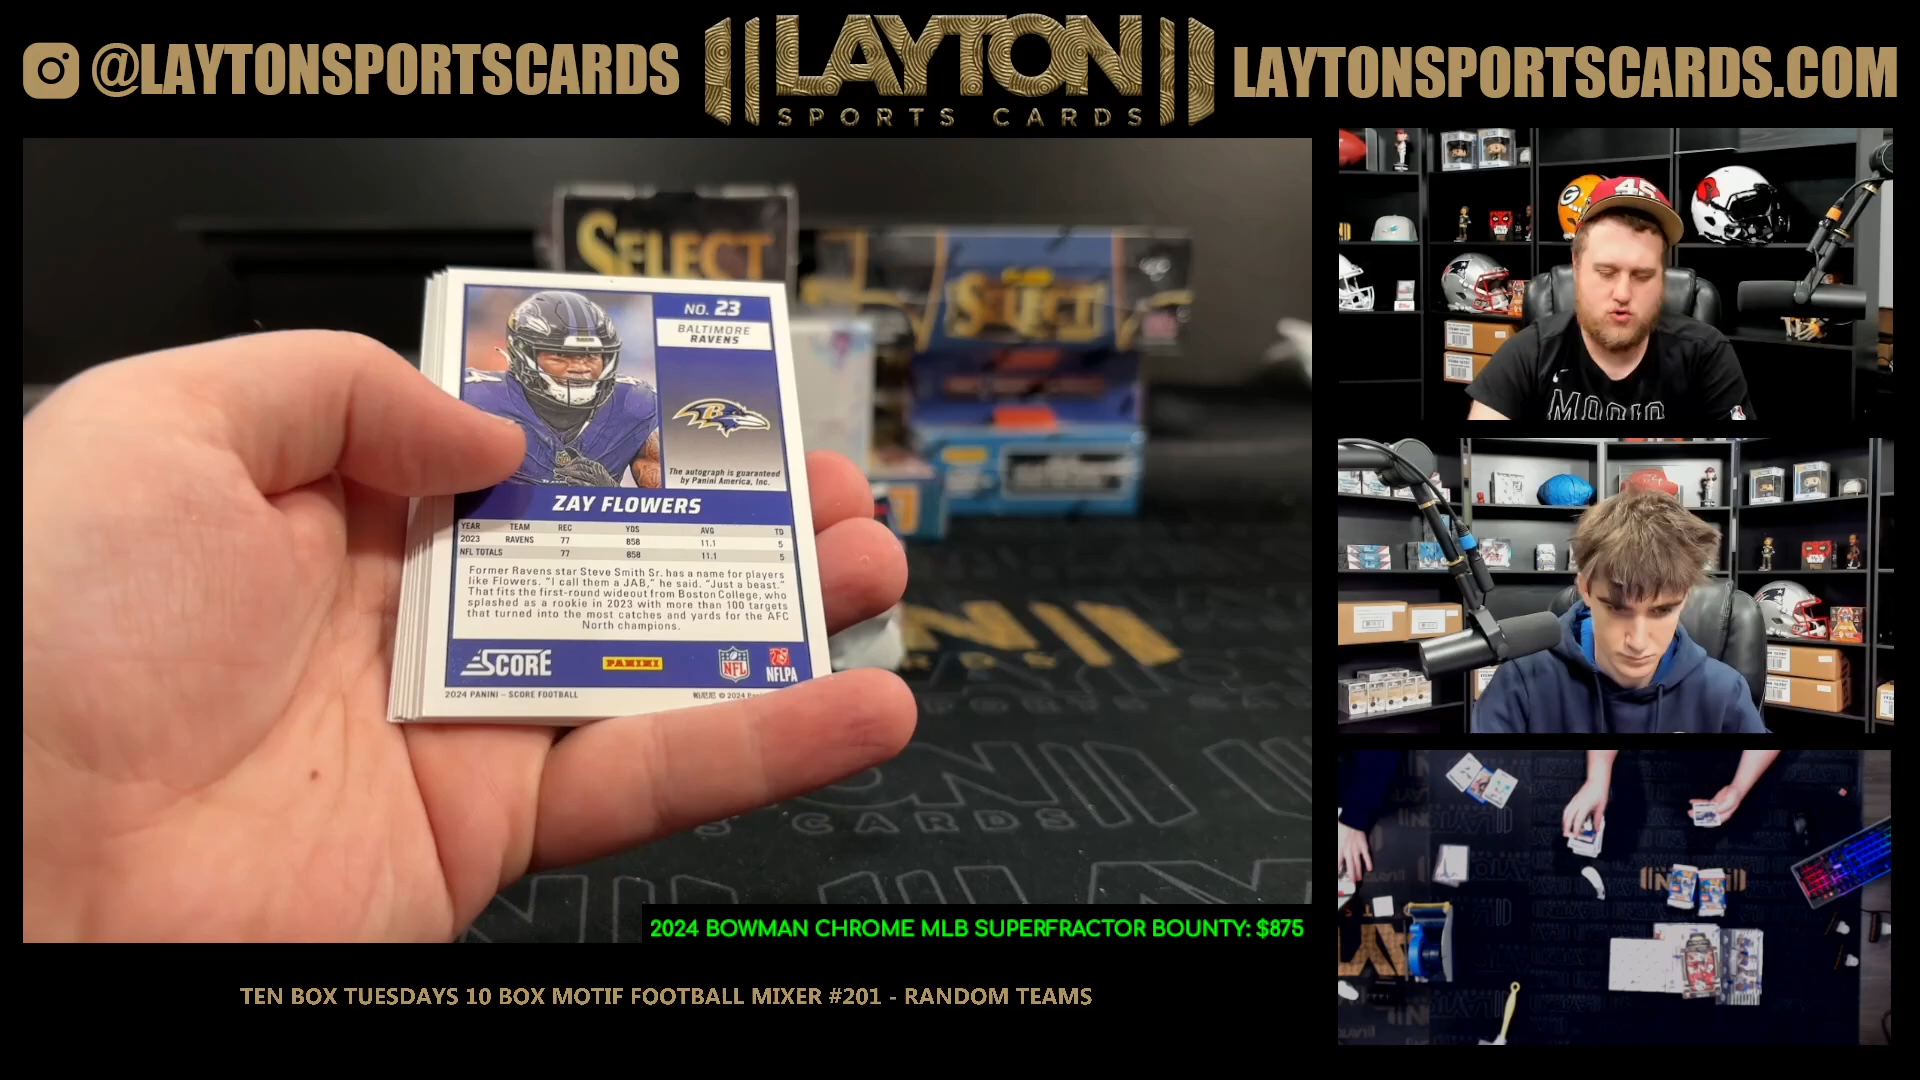 @LAYTONSPORTSCARDS
LAYTON
SPORTS CARDS
LAYTONSPORTSCARDS.COM
SELECT
SELECT
NO. 23
BALTIMORE
RAVENS
The autograph is guaranteed
by Panini America, Inc.
ZAY FLOWERS
YEAR TEAM REC YDS AVG TD
2023 RAVENS 77 858 11.1 5
NFL TOTALS 77 858 11.1 5
Former Ravens star Steve Smith Sr. has a name for players
like Flowers. "I call them a JAB," he said. "Just a beast."
That fits the first-round wideout from Boston College, who
splashed as a rookie in 2023 with more than 100 targets
that turned into the most catches and yards for the AFC
North champions.
SCORE PANINI NFL NFLPA
2024 PANINI – SCORE FOOTBALL
© 2024
CARDS
45
2024 BOWMAN CHROME MLB SUPERFRACTOR BOUNTY: $875
TEN BOX TUESDAYS 10 BOX MOTIF FOOTBALL MIXER #201 - RANDOM TEAMS